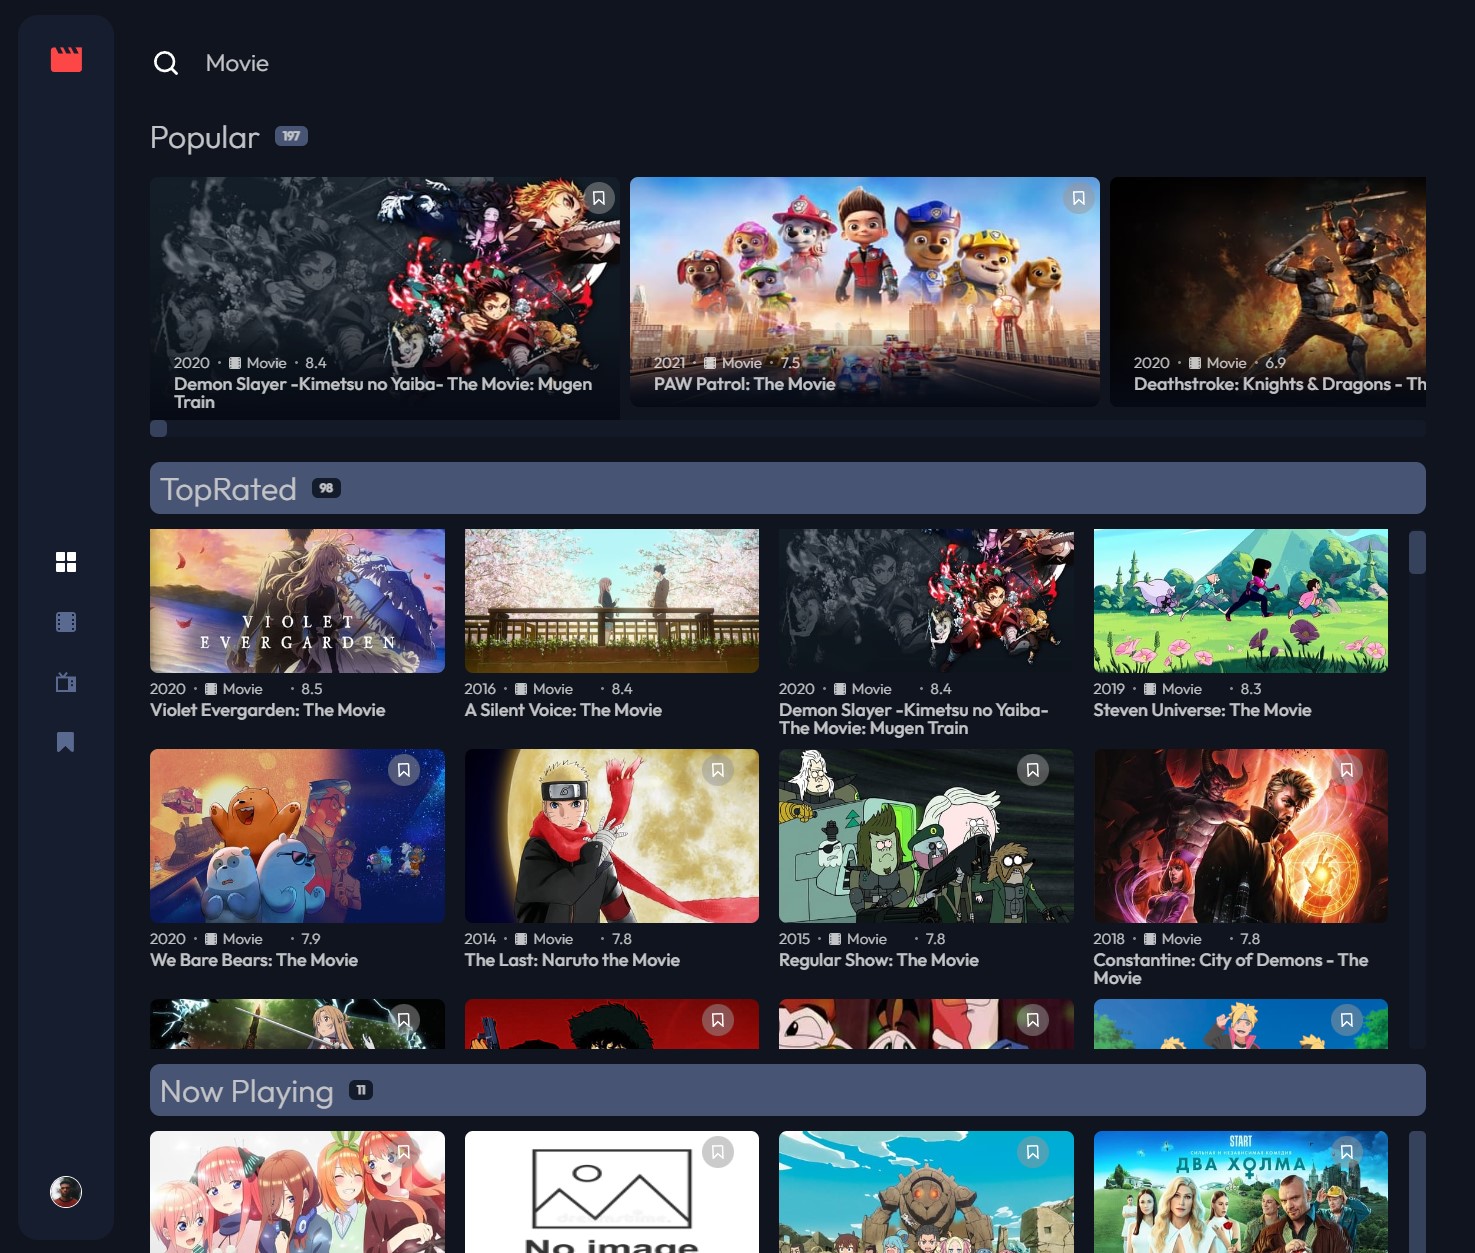 Movie
Popular 197
2020 · Movie · 8.4
Demon Slayer -Kimetsu no Yaiba- The Movie: Mugen
Train
2021 · Movie · 7.5
PAW Patrol: The Movie
2020 · Movie · 6.9
Deathstroke: Knights & Dragons - Th
TopRated 98
VIOLET
EVERGARDEN
2020 · Movie · 8.5
Violet Evergarden: The Movie
2016 · Movie · 8.4
A Silent Voice: The Movie
2020 · Movie · 8.4
Demon Slayer -Kimetsu no Yaiba-
The Movie: Mugen Train
2019 · Movie · 8.3
Steven Universe: The Movie
2020 · Movie · 7.9
We Bare Bears: The Movie
2014 · Movie · 7.8
The Last: Naruto the Movie
2015 · Movie · 7.8
Regular Show: The Movie
2018 · Movie · 7.8
Constantine: City of Demons - The
Movie
Now Playing 11
No image
START
СИЛЬНАЯ И НЕЗАВИСИМАЯ КОМЕДИЯ
ДВА ХОЛМА